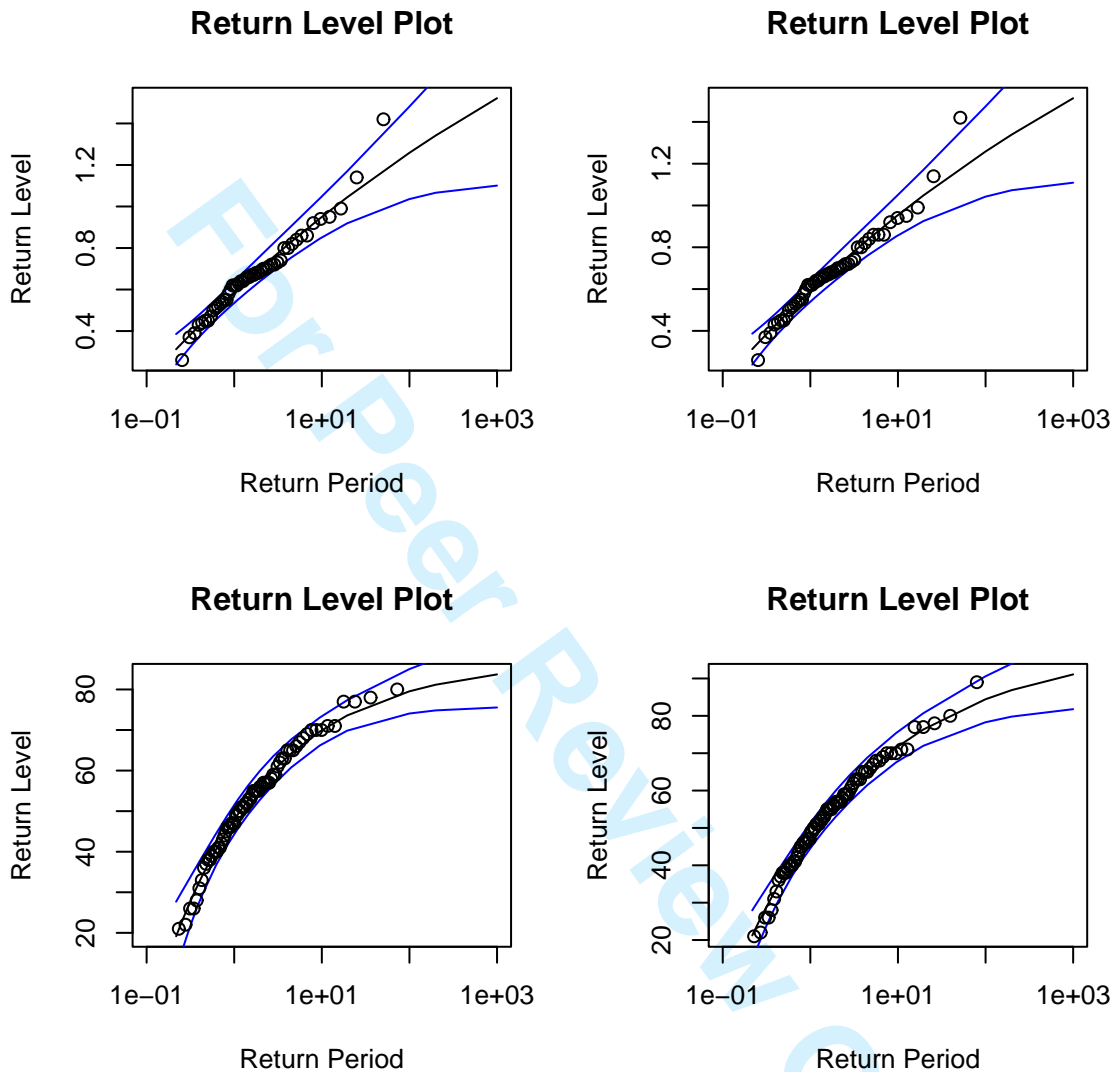 Return Level Plot
Return Level
0.4 0.8 1.2
1e−01 1e+01 1e+03
Return Period
Return Level Plot
Return Level
0.4 0.8 1.2
1e−01 1e+01 1e+03
Return Period
Return Level Plot
Return Level
20 40 60 80
1e−01 1e+01 1e+03
Return Period
Return Level Plot
Return Level
20 40 60 80
1e−01 1e+01 1e+03
Return Period
For Peer Review